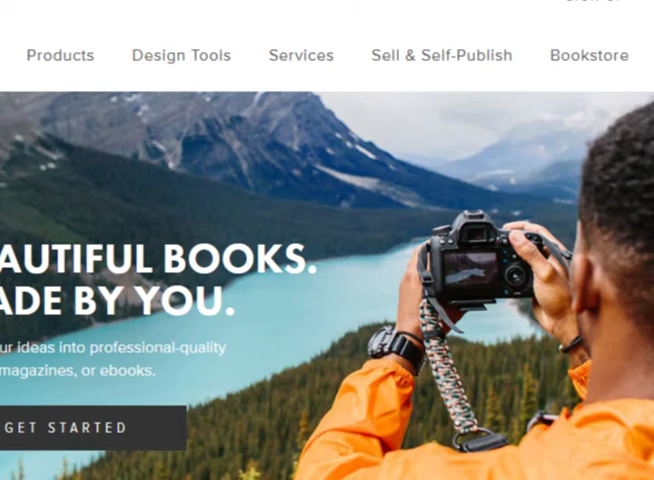 Products Design Tools Services Sell & Self-Publish Bookstore
AUTIFUL BOOKS.
ADE BY YOU.
ur ideas into professional-quality
magazines, or ebooks.
GET STARTED